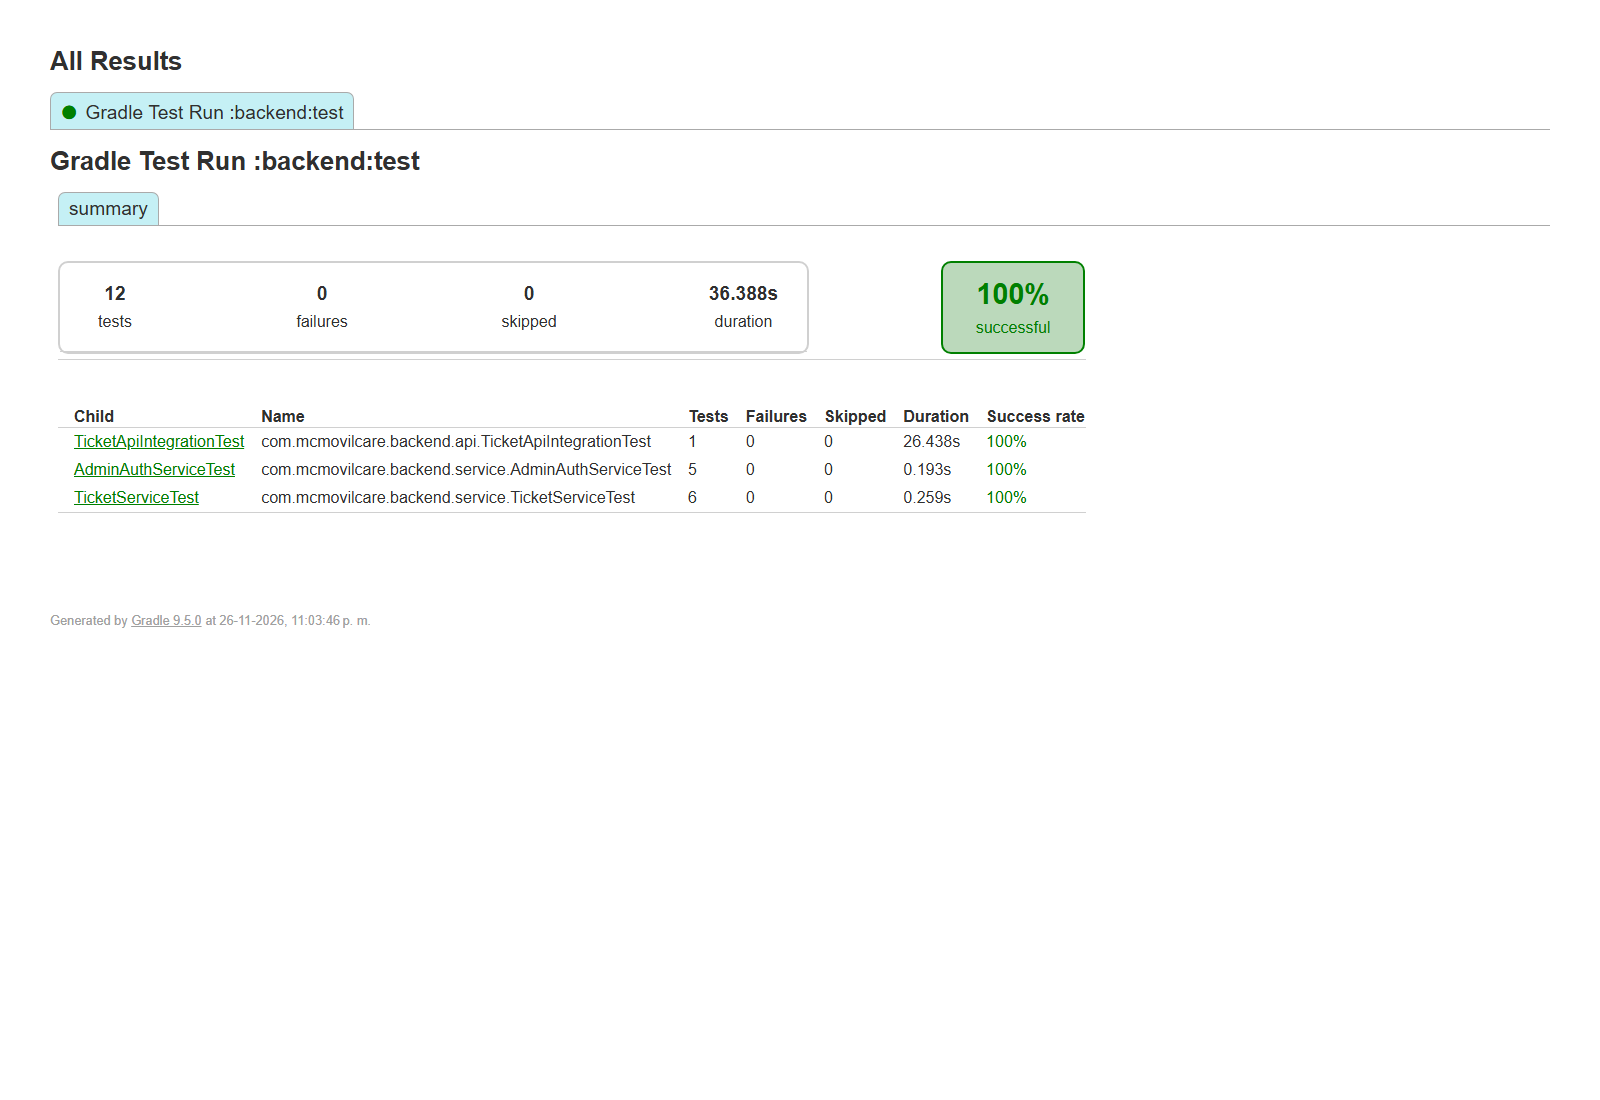 All Results
Gradle Test Run :backend:test
Gradle Test Run :backend:test
summary
12 0 0 36.388s 100%
tests failures skipped duration successful
Child Name Tests Failures Skipped Duration Success rate
TicketApiIntegrationTest com.mcmovilcare.backend.api.TicketApiIntegrationTest 1 0 0 26.438s 100%
AdminAuthServiceTest com.mcmovilcare.backend.service.AdminAuthServiceTest 5 0 0 0.193s 100%
TicketServiceTest com.mcmovilcare.backend.service.TicketServiceTest 6 0 0 0.259s 100%
Generated by Gradle 9.5.0 at 26-11-2026, 11:03:46 p. m.